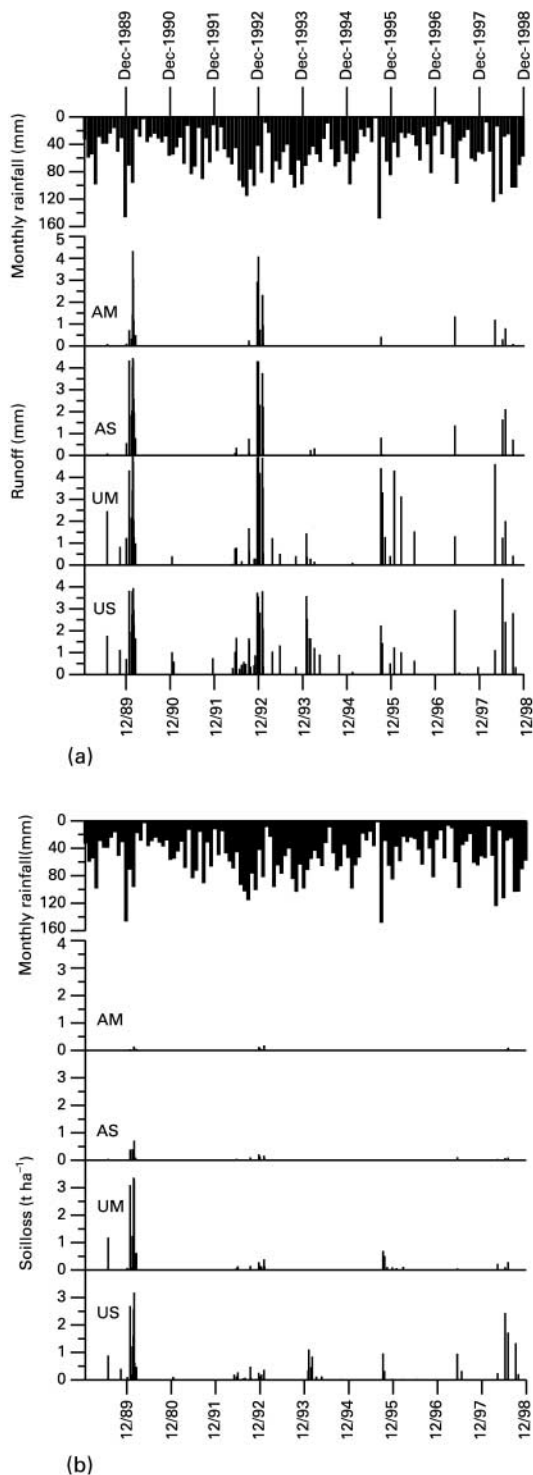 Dec-1989 Dec-1990 Dec-1991 Dec-1992 Dec-1993 Dec-1994 Dec-1995 Dec-1996 Dec-1997 Dec-1998
Monthly rainfall (mm)
0
40
80
120
160
Runoff (mm)
5
4
3
2
1
0
AM
4
3
2
1
0
AS
4
3
2
1
0
UM
4
3
2
1
0
US
12/89 12/90 12/91 12/92 12/93 12/94 12/95 12/96 12/97 12/98
(a)
Monthly rainfall(mm)
0
40
80
120
160
Soilloss (t ha⁻¹)
4
3
2
1
0
AM
3
2
1
0
AS
3
2
1
0
UM
3
2
1
0
US
12/89 12/90 12/91 12/92 12/93 12/94 12/95 12/96 12/97 12/98
(b)